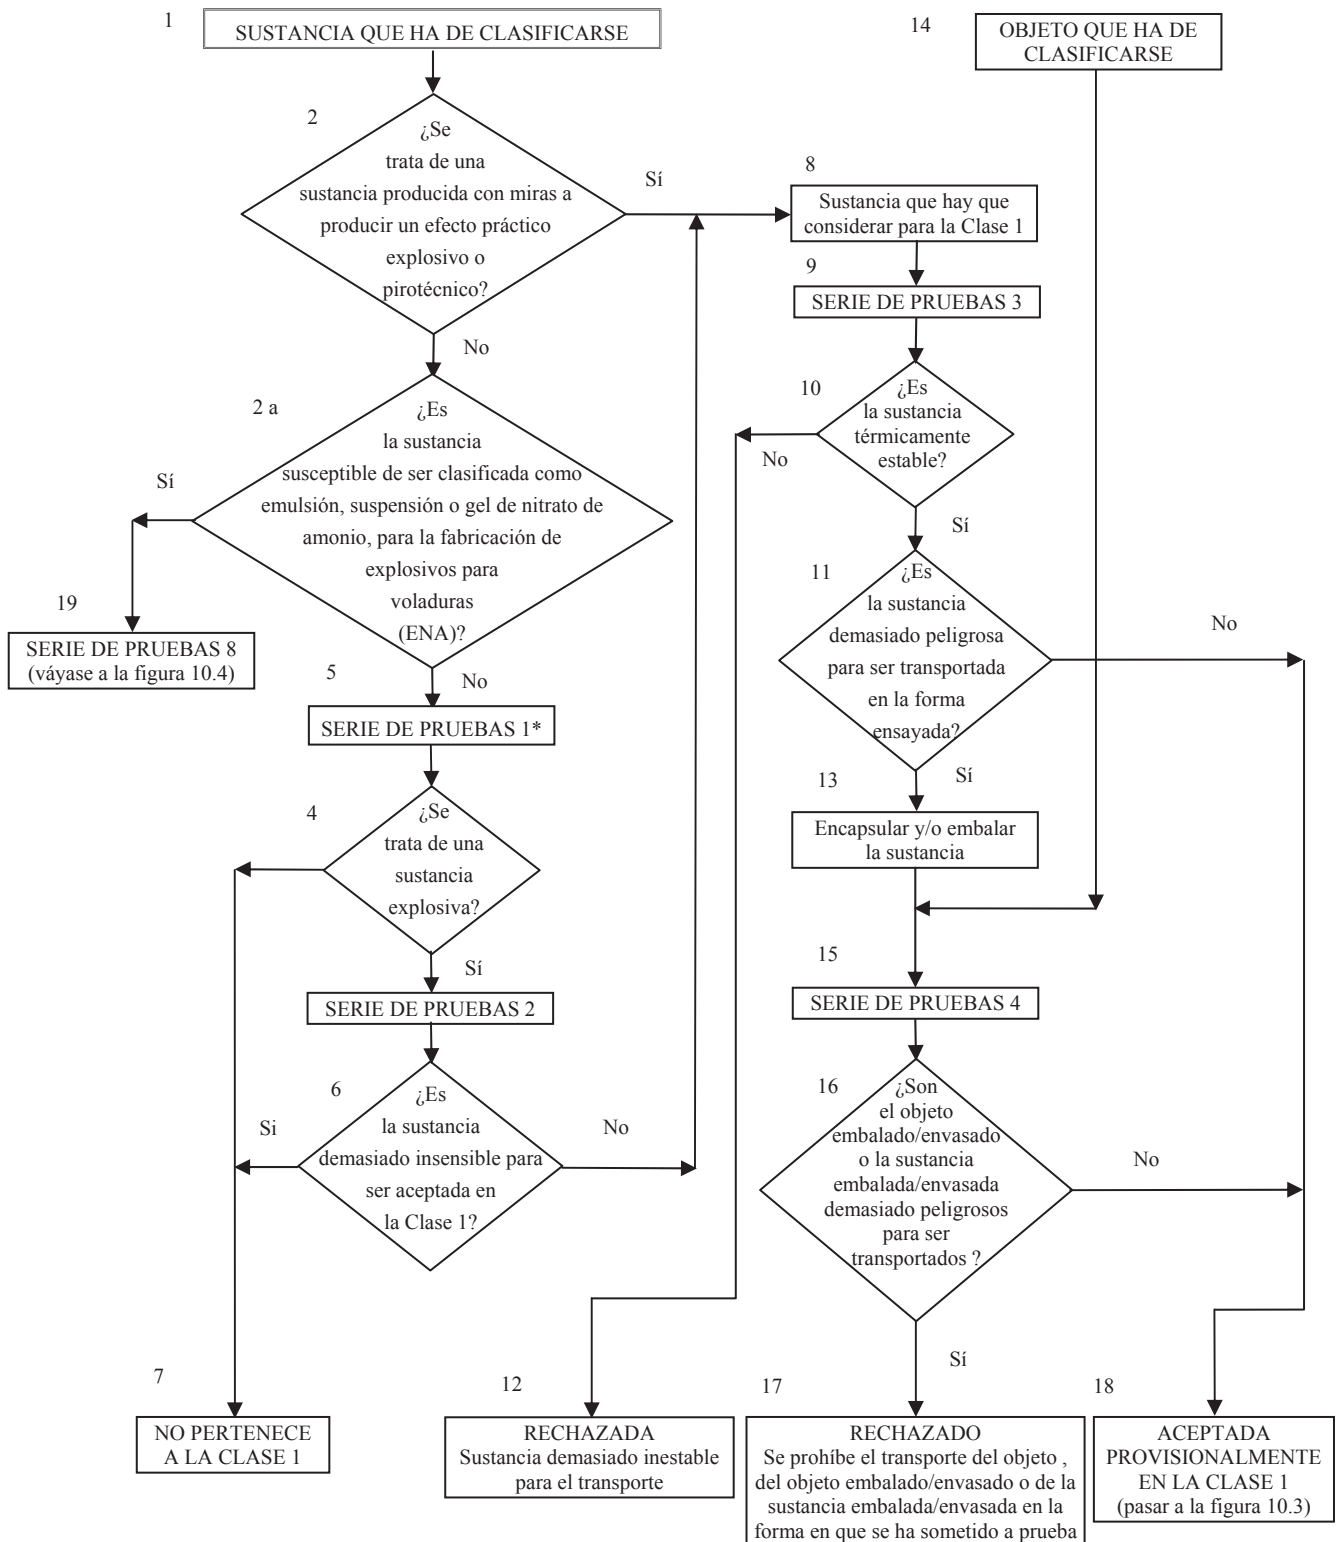 1
SUSTANCIA QUE HA DE CLASIFICARSE
2
¿Se
trata de una
sustancia producida con miras a
producir un efecto práctico
explosivo o
pirotécnico?
Sí
No
2 a
¿Es
la sustancia
susceptible de ser clasificada como
emulsión, suspensión o gel de nitrato de
amonio, para la fabricación de
explosivos para
voladuras
(ENA)?
Sí
19
SERIE DE PRUEBAS 8
(váyase a la figura 10.4)
No
5
SERIE DE PRUEBAS 1*
4
¿Se
trata de una
sustancia
explosiva?
Sí
SERIE DE PRUEBAS 2
6
¿Es
la sustancia
demasiado insensible para
ser aceptada en
la Clase 1?
Si
No
7
NO PERTENECE
A LA CLASE 1
14
OBJETO QUE HA DE
CLASIFICARSE
8
Sustancia que hay que
considerar para la Clase 1
9
SERIE DE PRUEBAS 3
10
¿Es
la sustancia
térmicamente
estable?
No
Sí
11
¿Es
la sustancia
demasiado peligrosa
para ser transportada
en la forma
ensayada?
No
Sí
13
Encapsular y/o embalar
la sustancia
15
SERIE DE PRUEBAS 4
16
¿Son
el objeto
embalado/envasado
o la sustancia
embalada/envasada
demasiado peligrosos
para ser
transportados ?
No
Sí
12
RECHAZADA
Sustancia demasiado inestable
para el transporte
17
RECHAZADO
Se prohíbe el transporte del objeto ,
del objeto embalado/envasado o de la
sustancia embalada/envasada en la
forma en que se ha sometido a prueba
18
ACEPTADA
PROVISIONALMENTE
EN LA CLASE 1
(pasar a la figura 10.3)